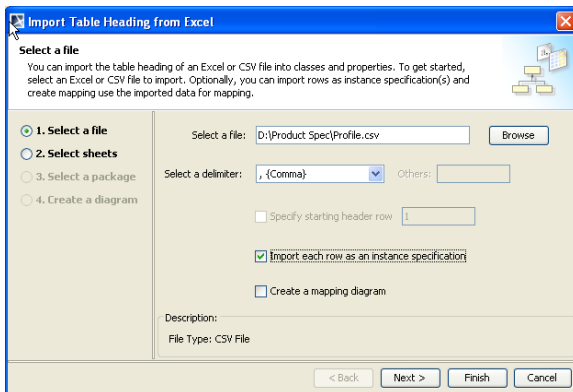 Import Table Heading from Excel
Select a file
You can import the table heading of an Excel or CSV file into classes and properties. To get started,
select an Excel or CSV file to import. Optionally, you can import rows as instance specification(s) and
create mapping use the imported data for mapping.
1. Select a file
2. Select sheets
3. Select a package
4. Create a diagram
Select a file: D:\Product Spec\Profile.csv Browse
Select a delimiter: , {Comma} Others:
Specify starting header row 1
Import each row as an instance specification
Create a mapping diagram
Description:
File Type: CSV File
< Back Next > Finish Cancel